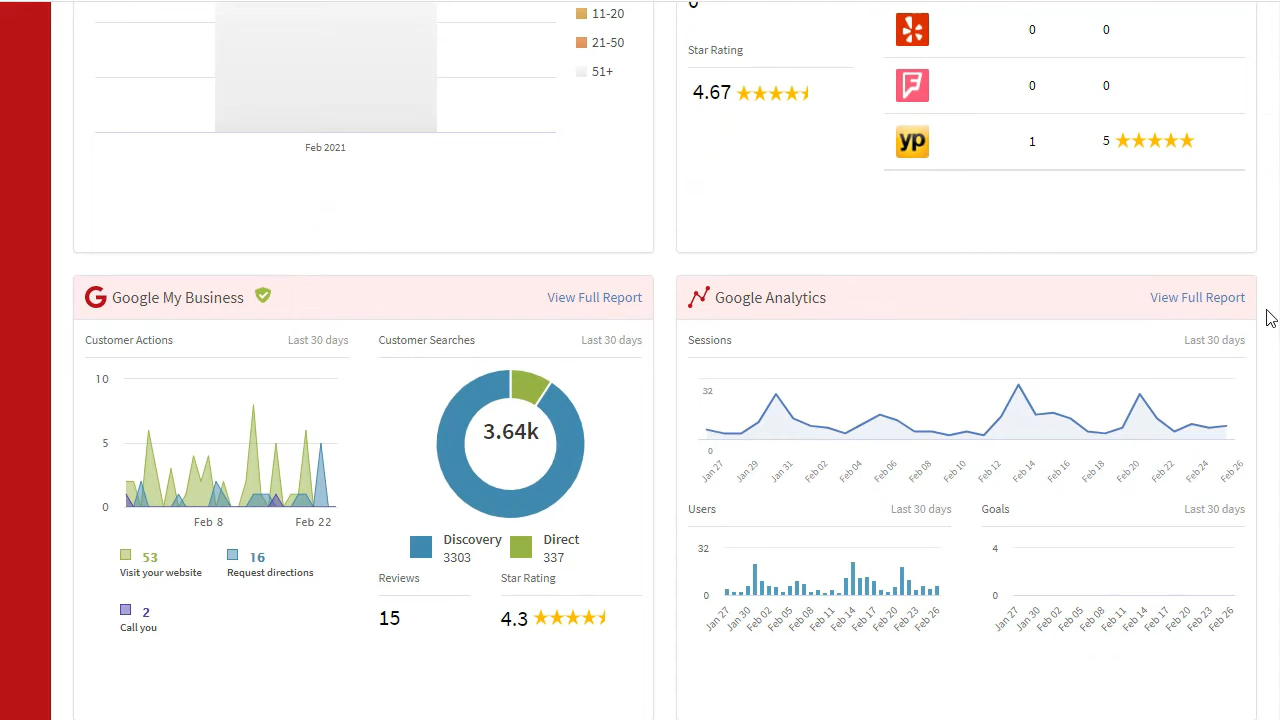 11-20
21-50
51+
Feb 2021
0 0
Star Rating
4.67
0 0
yp 1 5
Google My Business View Full Report
Customer Actions Last 30 days
Customer Searches Last 30 days
10
5
0
Feb 8 Feb 22
53
Visit your website
16
Request directions
2
Call you
3.64k
Discovery
3303
Direct
337
Reviews
15
Star Rating
4.3
Google Analytics View Full Report
Sessions Last 30 days
32
0
Jan 27 Jan 29 Jan 31 Feb 02 Feb 04 Feb 06 Feb 08 Feb 10 Feb 12 Feb 14 Feb 16 Feb 18 Feb 20 Feb 22 Feb 24 Feb 26
Users Last 30 days
32
0
Jan 27 Jan 30 Feb 02 Feb 05 Feb 08 Feb 11 Feb 14 Feb 17 Feb 20 Feb 23 Feb 26
Goals Last 30 days
4
0
Jan 27 Jan 30 Feb 02 Feb 05 Feb 08 Feb 11 Feb 14 Feb 17 Feb 20 Feb 23 Feb 26